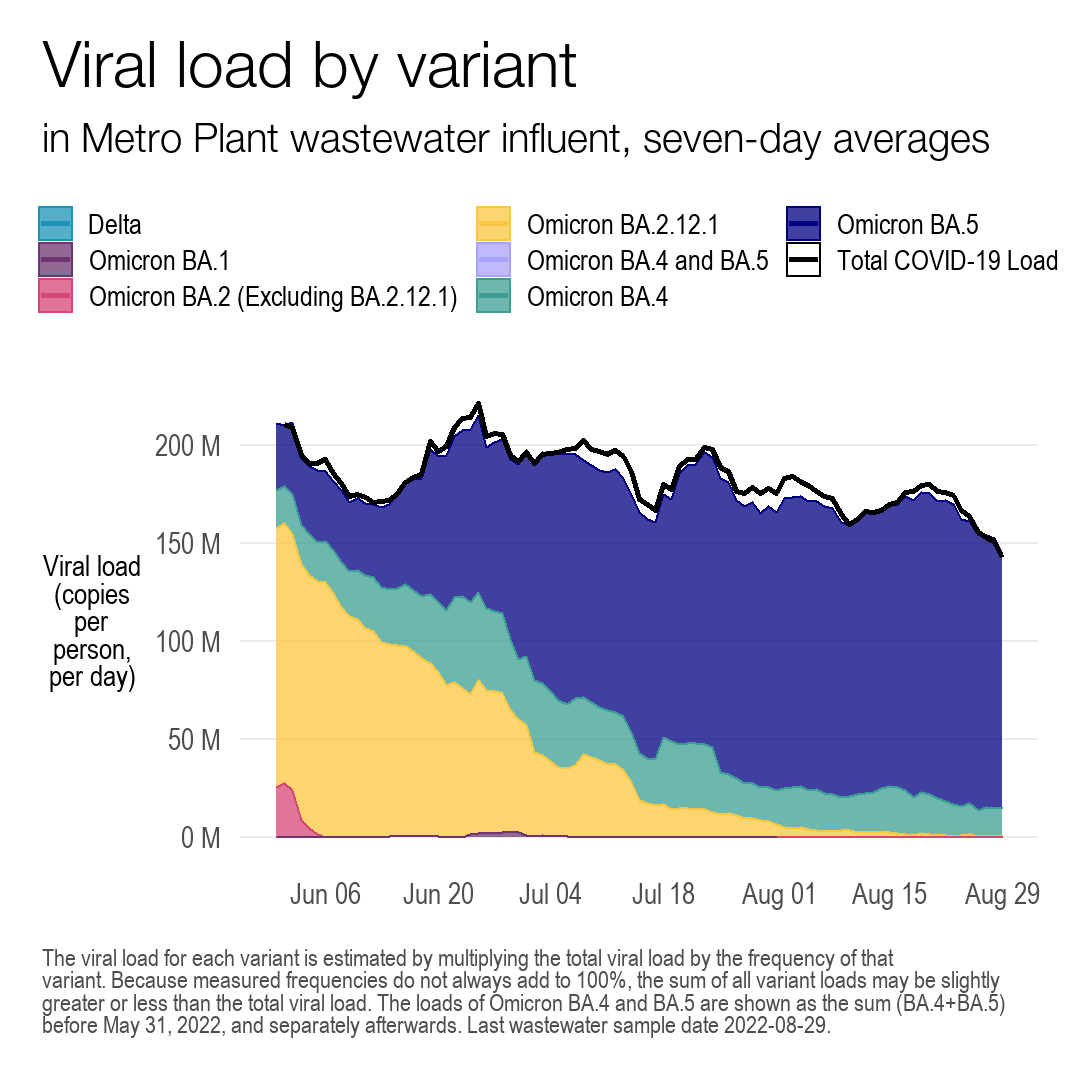 Viral load by variant
in Metro Plant wastewater influent, seven-day averages
Delta
Omicron BA.1
Omicron BA.2 (Excluding BA.2.12.1)
Omicron BA.2.12.1
Omicron BA.4 and BA.5
Omicron BA.4
Omicron BA.5
Total COVID-19 Load
200 M
150 M
100 M
50 M
0 M
Viral load
(copies
per
person,
per day)
Jun 06
Jun 20
Jul 04
Jul 18
Aug 01
Aug 15
Aug 29
The viral load for each variant is estimated by multiplying the total viral load by the frequency of that
variant. Because measured frequencies do not always add to 100%, the sum of all variant loads may be slightly
greater or less than the total viral load. The loads of Omicron BA.4 and BA.5 are shown as the sum (BA.4+BA.5)
before May 31, 2022, and separately afterwards. Last wastewater sample date 2022-08-29.